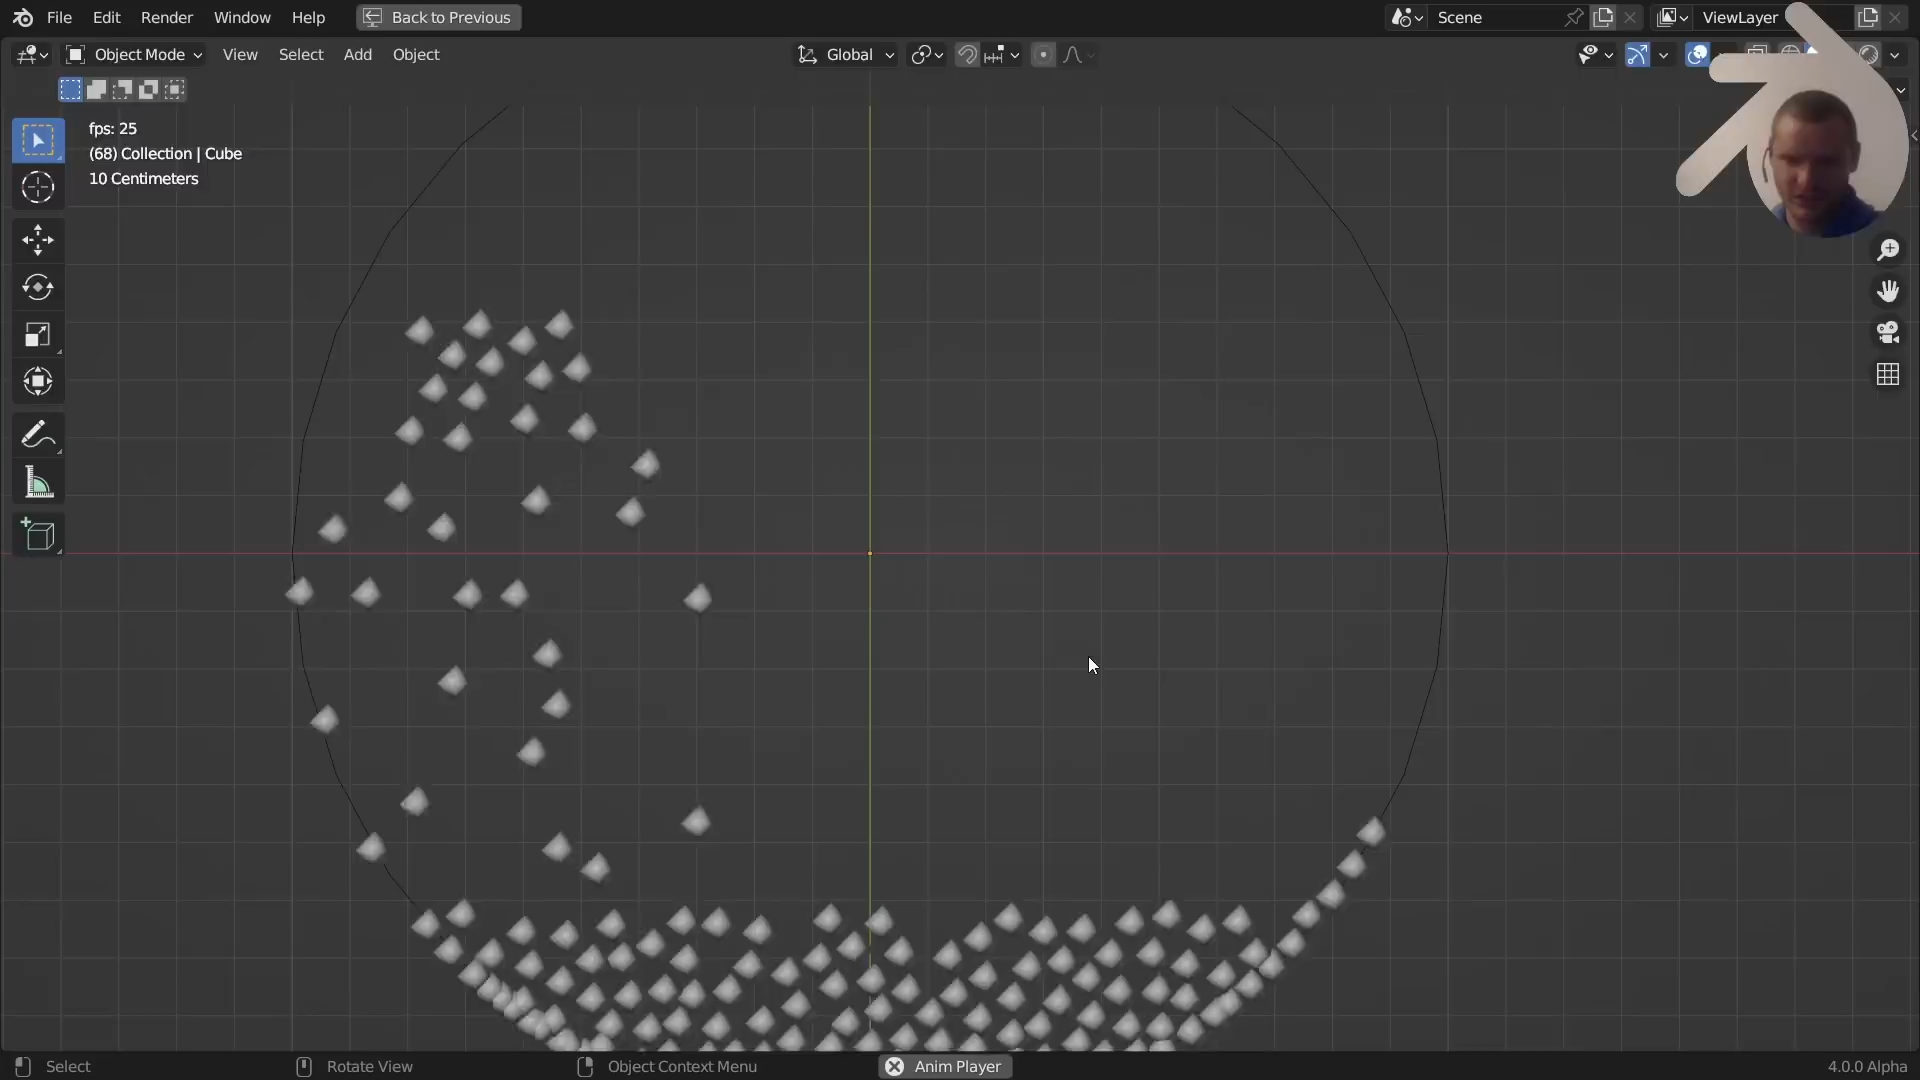 File Edit Render Window Help Back to Previous Scene ViewLayer
Object Mode View Select Add Object Global
fps: 25
(68) Collection | Cube
10 Centimeters
Select Rotate View Object Context Menu Anim Player 4.0.0 Alpha